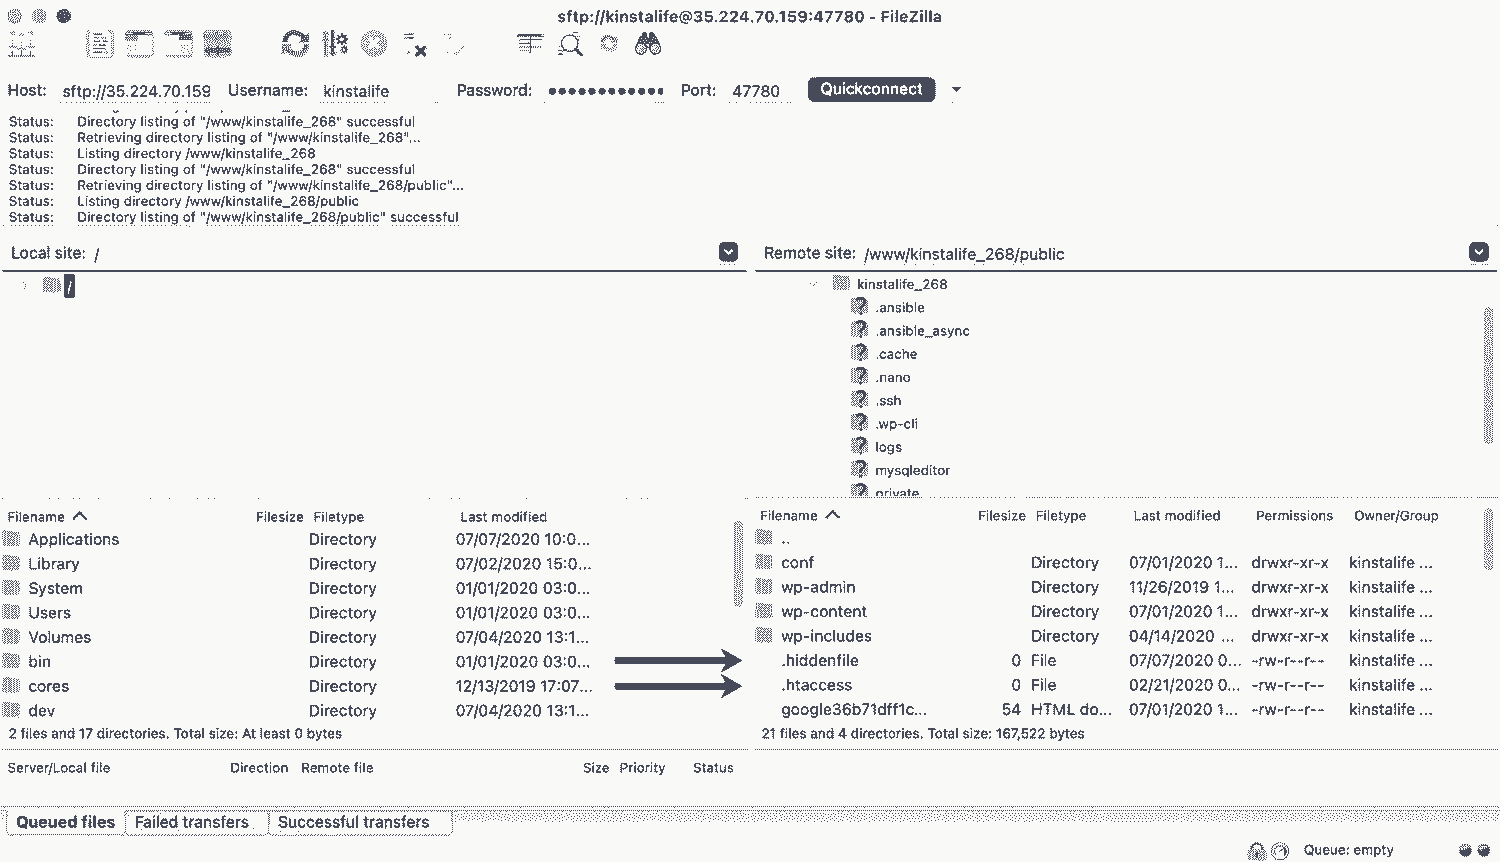 sftp://kinstalife@35.224.70.159:47780 - FileZilla
Host: sftp://35.224.70.159 Username: kinstalife Password: •••••••••••• Port: 47780 Quickconnect
Status: Directory listing of "/www/kinstalife_268" successful
Status: Retrieving directory listing of "/www/kinstalife_268"...
Status: Listing directory /www/kinstalife_268
Status: Directory listing of "/www/kinstalife_268" successful
Status: Retrieving directory listing of "/www/kinstalife_268/public"...
Status: Listing directory /www/kinstalife_268/public
Status: Directory listing of "/www/kinstalife_268/public" successful
Local site: /
/
Remote site: /www/kinstalife_268/public
kinstalife_268
.ansible
.ansible_async
.cache
.nano
.ssh
.wp-cli
logs
mysqleditor
private
Filename Filesize Filetype Last modified
Applications Directory 07/07/2020 10:0...
Library Directory 07/02/2020 15:0...
System Directory 01/01/2020 03:0...
Users Directory 01/01/2020 03:0...
Volumes Directory 07/04/2020 13:1...
bin Directory 01/01/2020 03:0...
cores Directory 12/13/2019 17:07...
dev Directory 07/04/2020 13:1...
2 files and 17 directories. Total size: At least 0 bytes
Filename Filesize Filetype Last modified Permissions Owner/Group
..
conf Directory 07/01/2020 1... drwxr-xr-x kinstalife ...
wp-admin Directory 11/26/2019 1... drwxr-xr-x kinstalife ...
wp-content Directory 07/01/2020 1... drwxr-xr-x kinstalife ...
wp-includes Directory 04/14/2020 ... drwxr-xr-x kinstalife ...
.hiddenfile 0 File 07/07/2020 0... -rw-r--r-- kinstalife ...
.htaccess 0 File 02/21/2020 0... -rw-r--r-- kinstalife ...
google36b71dff1c... 54 HTML do... 07/01/2020 1... -rw-r--r-- kinstalife ...
21 files and 4 directories. Total size: 167,522 bytes
Server/Local file Direction Remote file Size Priority Status
Queued files Failed transfers Successful transfers
Queue: empty